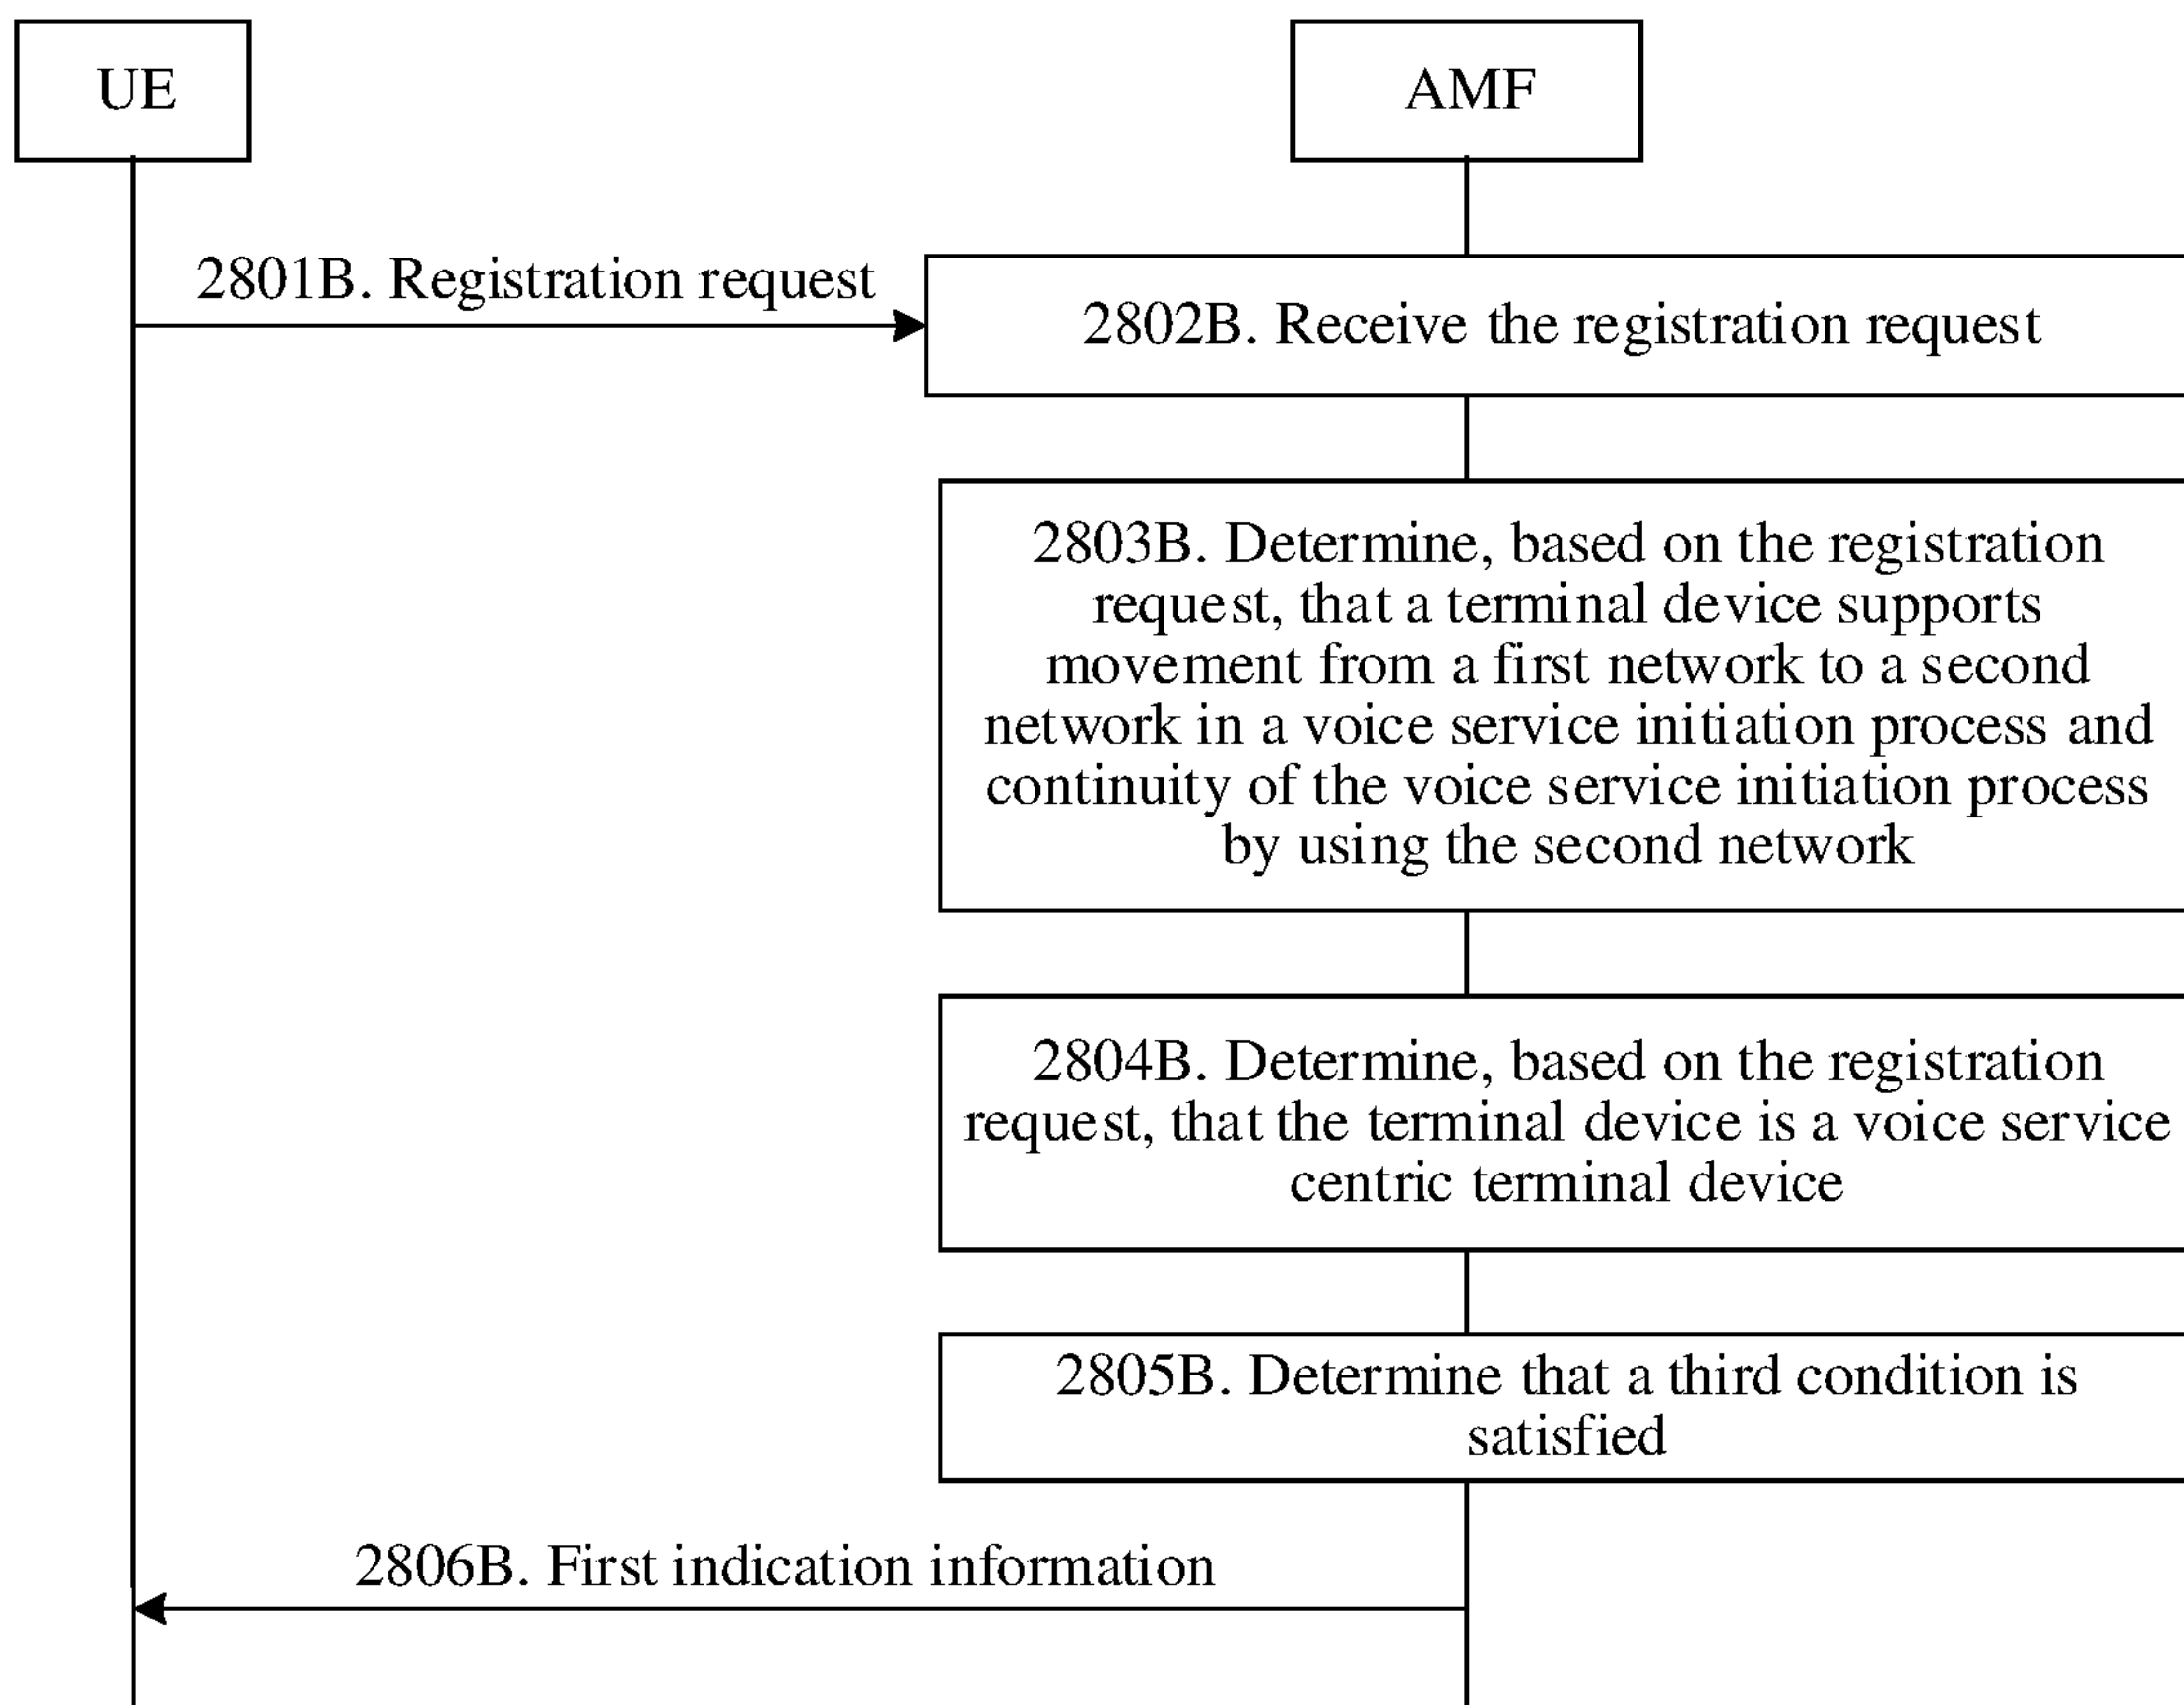 UE
AMF
2801B. Registration request
2802B. Receive the registration request
2803B. Determine, based on the registration
request, that a terminal device supports
movement from a first network to a second
network in a voice service initiation process and
continuity of the voice service initiation process
by using the second network
2804B. Determine, based on the registration
request, that the terminal device is a voice service
centric terminal device
2805B. Determine that a third condition is
satisfied
2806B. First indication information